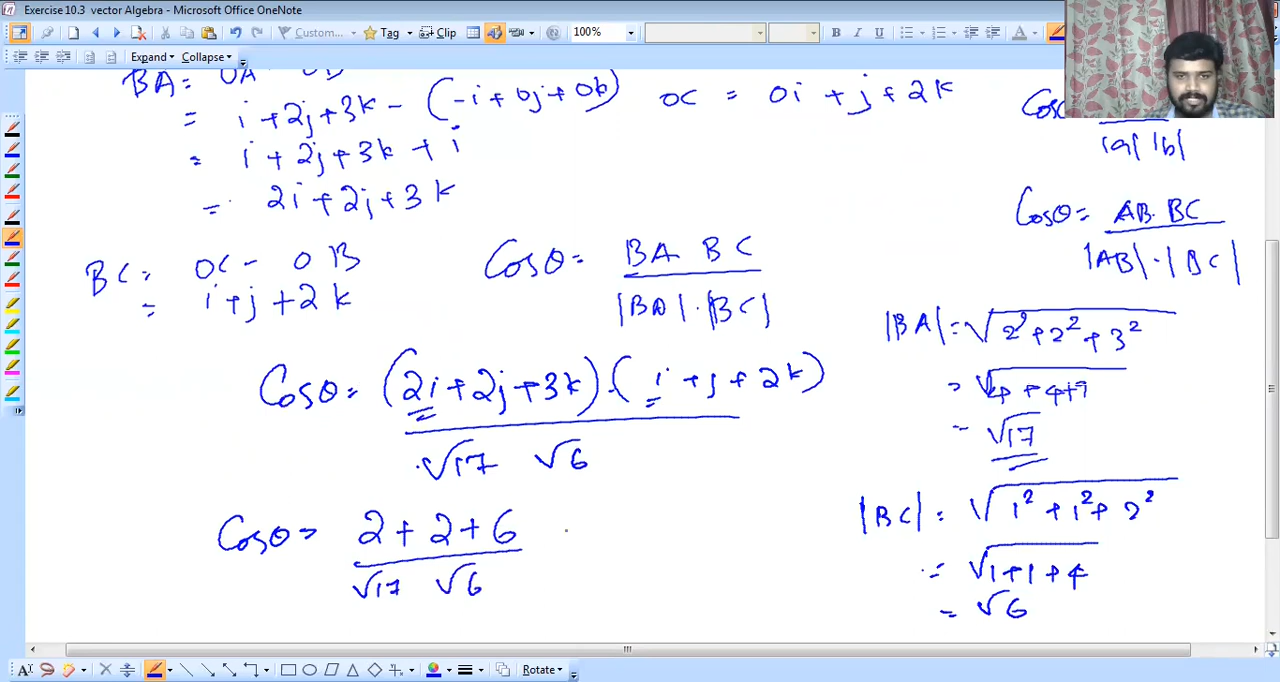 Exercise 10.3 vector Algebra - Microsoft Office OneNote
Custom... Tag Clip 100% B I U A
Expand Collapse
BA = OA - OB
= i + 2j + 3k - (-i + 0j + 0k) OC = 0i + j + 2k
= i + 2j + 3k + i
= 2i + 2j + 3k
|a| |b|
Cosθ = AB. BC
|AB| . |BC|
BC = OC - OB
= i + j + 2k
Cosθ = BA. BC
|BA| . |BC|
|BA| = √2² + 2² + 3²
= √4 + 4 + 9
= √17
Cosθ = (2i + 2j + 3k) . (i + j + 2k)
√17 √6
|BC| = √1² + 1² + 2²
= √1 + 1 + 4
= √6
Cosθ = 2 + 2 + 6
√17 √6
A Rotate